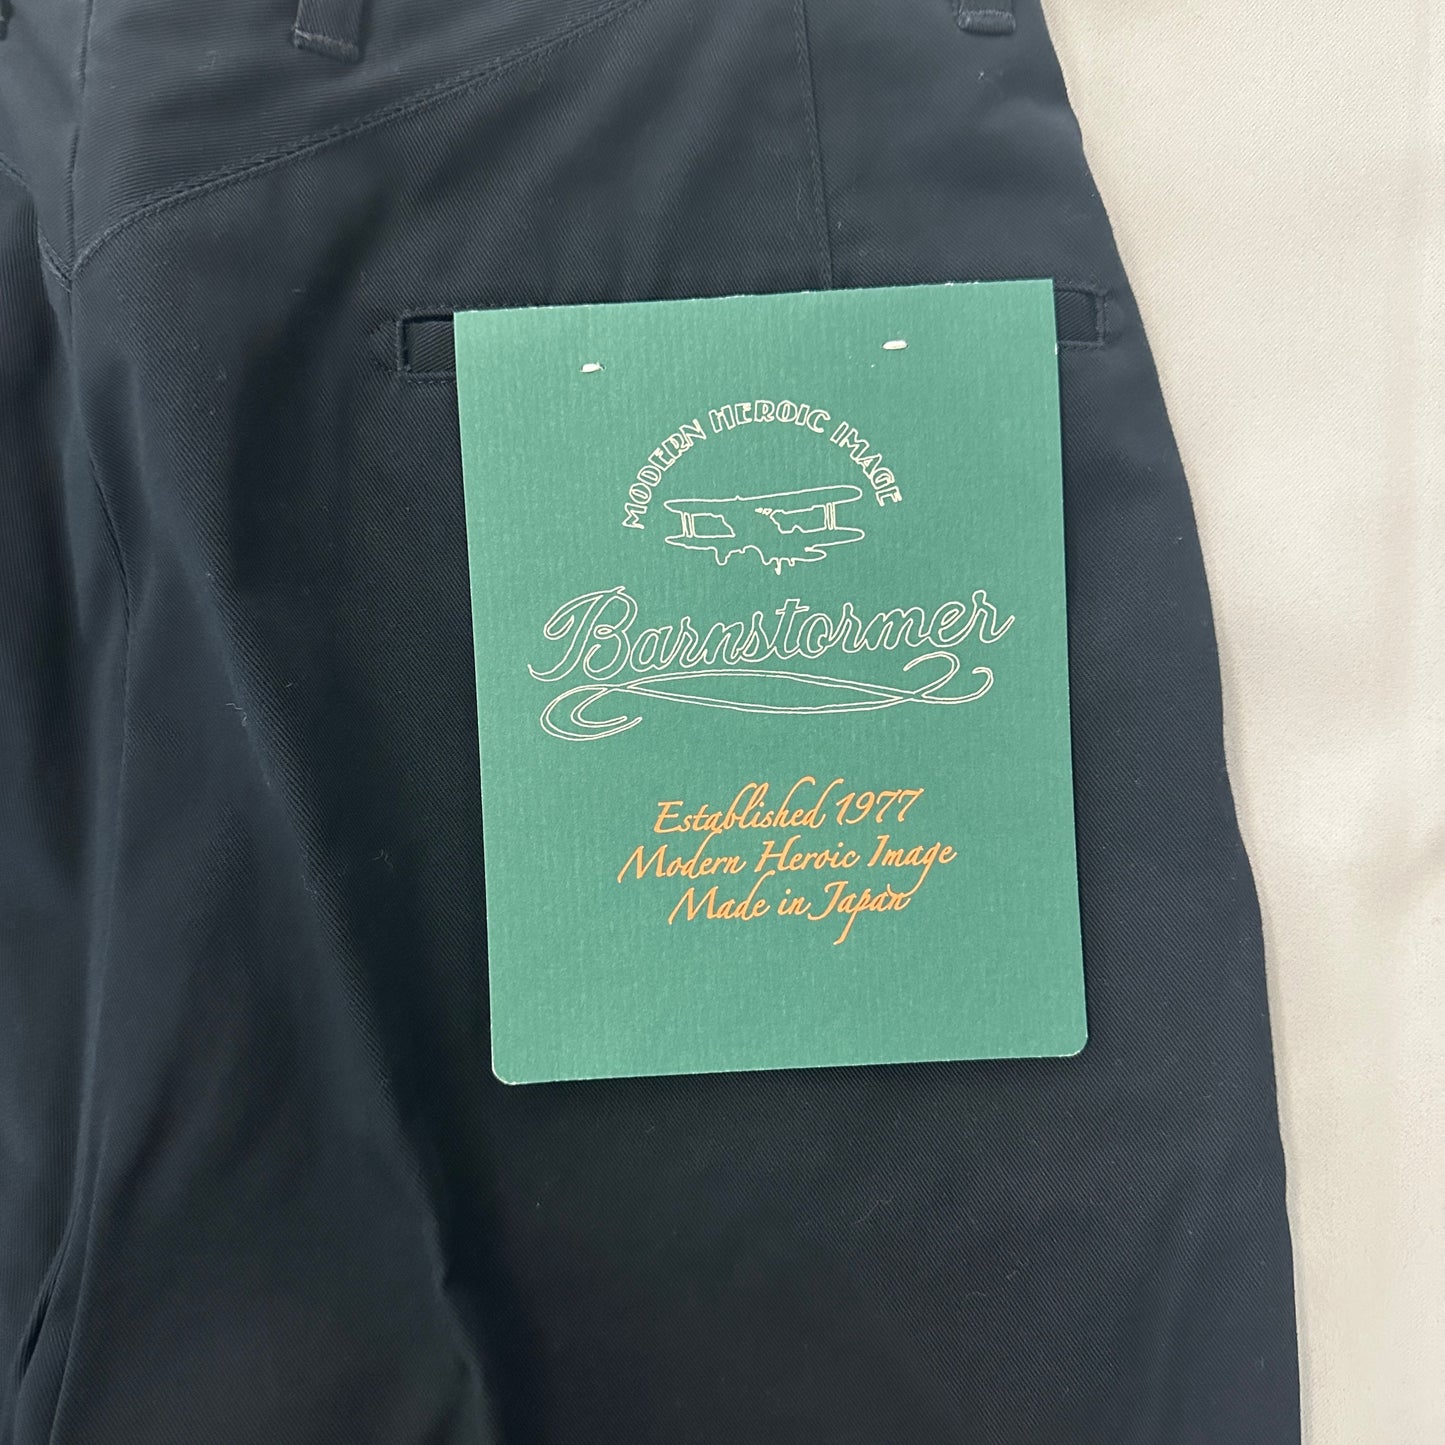 MODERN HEROIC IMAGE
Barnstormer
Established 1977
Modern Heroic Image
Made in Japan